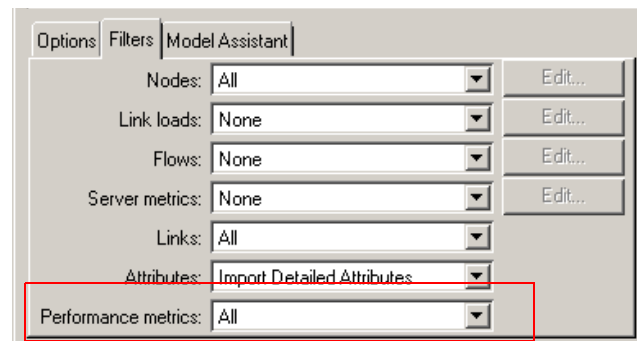 Options Filters Model Assistant
Nodes: All Edit...
Link loads: None Edit...
Flows: None Edit...
Server metrics: None Edit...
Links: All
Attributes: Import Detailed Attributes
Performance metrics: All